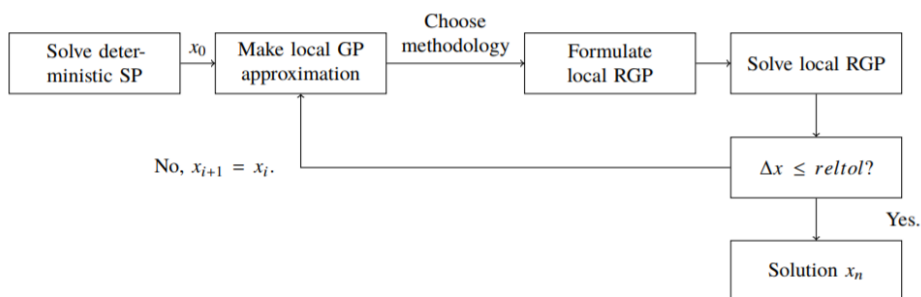 Solve deter-
ministic SP
x₀
Make local GP
approximation
Choose
methodology
Formulate
local RGP
Solve local RGP
Δx ≤ reltol?
No, xᵢ₊₁ = xᵢ.
Yes.
Solution xₙ